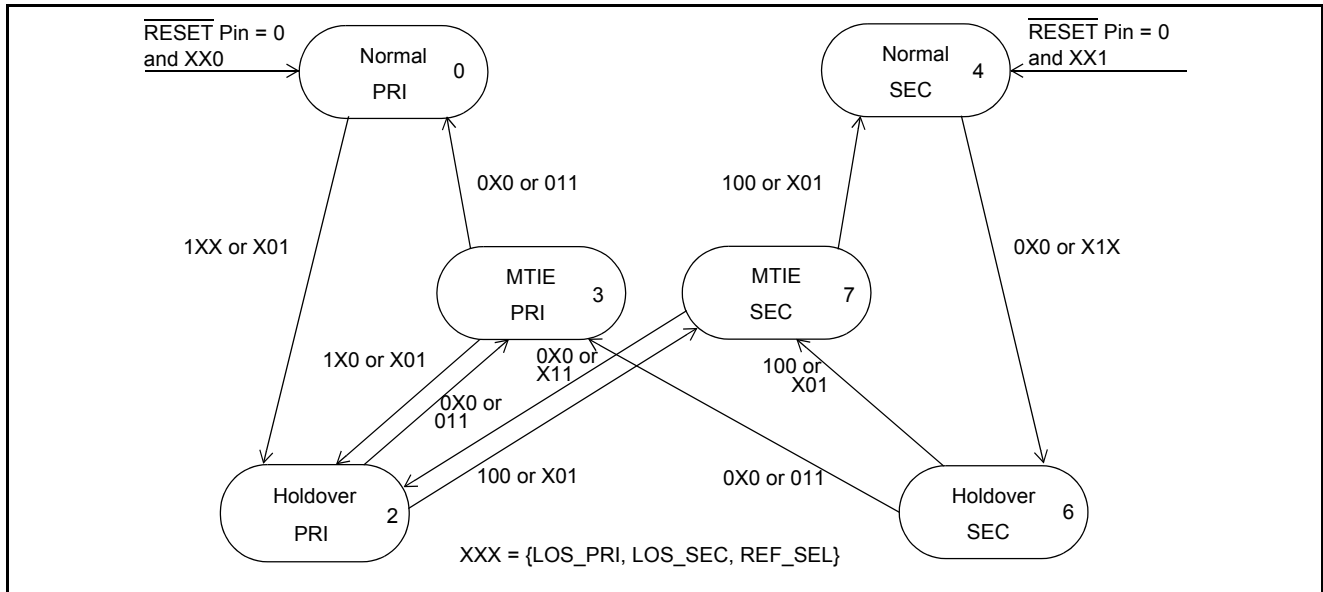 RESET Pin = 0
and XX0
Normal
PRI
0
Normal
SEC
4
RESET Pin = 0
and XX1
0X0 or 011
100 or X01
1XX or X01
0X0 or X1X
MTIE
PRI
3
MTIE
SEC
7
1X0 or X01
0X0 or
X11
100 or
X01
0X0 or
011
100 or X01
0X0 or 011
Holdover
PRI
2
Holdover
SEC
6
XXX = {LOS_PRI, LOS_SEC, REF_SEL}